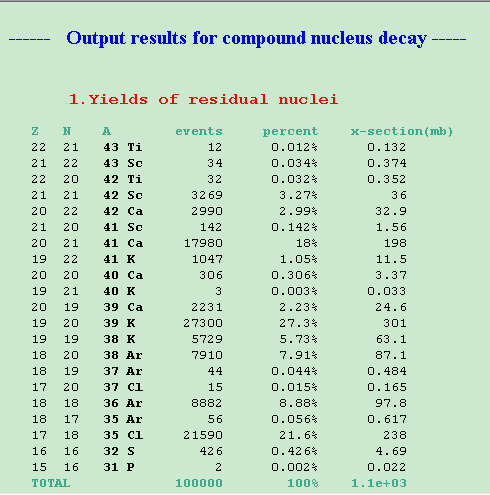 ------ Output results for compound nucleus decay -----
1.Yields of residual nuclei
Z N A events percent x-section(mb)
22 21 43 Ti 12 0.012% 0.132
21 22 43 Sc 34 0.034% 0.374
22 20 42 Ti 32 0.032% 0.352
21 21 42 Sc 3269 3.27% 36
20 22 42 Ca 2990 2.99% 32.9
21 20 41 Sc 142 0.142% 1.56
20 21 41 Ca 17980 18% 198
19 22 41 K 1047 1.05% 11.5
20 20 40 Ca 306 0.306% 3.37
19 21 40 K 3 0.003% 0.033
20 19 39 Ca 2231 2.23% 24.6
19 20 39 K 27300 27.3% 301
19 19 38 K 5729 5.73% 63.1
18 20 38 Ar 7910 7.91% 87.1
18 19 37 Ar 44 0.044% 0.484
17 20 37 Cl 15 0.015% 0.165
18 18 36 Ar 8882 8.88% 97.8
18 17 35 Ar 56 0.056% 0.617
17 18 35 Cl 21590 21.6% 238
16 16 32 S 426 0.426% 4.69
15 16 31 P 2 0.002% 0.022
TOTAL 100000 100% 1.1e+03